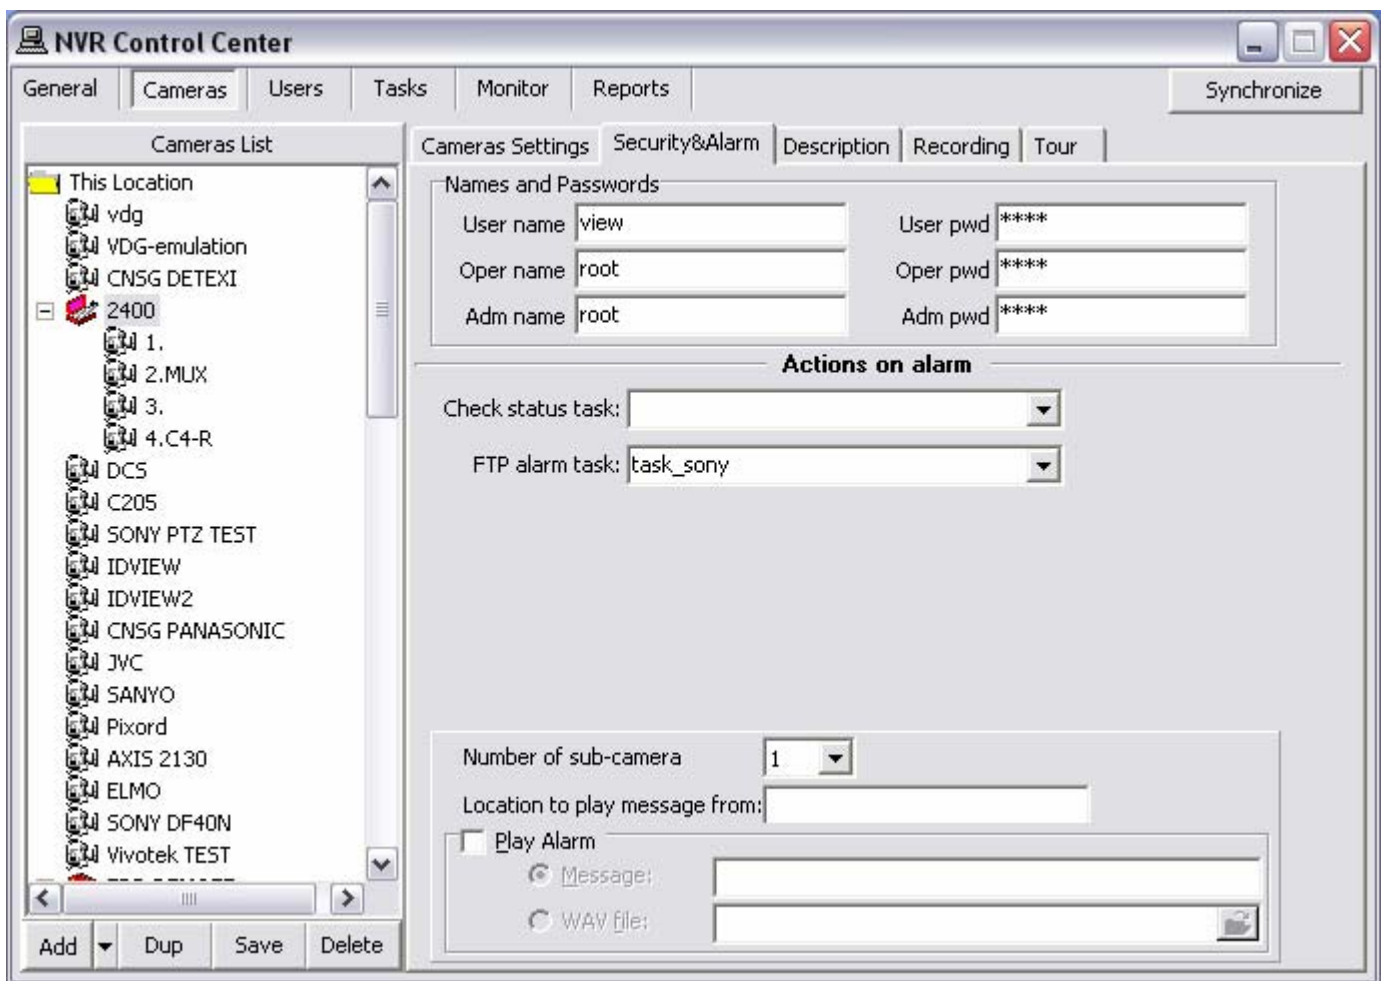 NVR Control Center
General Cameras Users Tasks Monitor Reports Synchronize
Cameras List
This Location
vdg
VDG-emulation
CNSG DETEXI
2400
1.
2.MUX
3.
4.C4-R
DCS
C205
SONY PTZ TEST
IDVIEW
IDVIEW2
CNSG PANASONIC
JVC
SANYO
Pixord
AXIS 2130
ELMO
SONY DF40N
Vivotek TEST
Add Dup Save Delete
Cameras Settings Security&Alarm Description Recording Tour
Names and Passwords
User name view User pwd ****
Oper name root Oper pwd ****
Adm name root Adm pwd ****
Actions on alarm
Check status task:
FTP alarm task: task_sony
Number of sub-camera 1
Location to play message from:
Play Alarm
Message:
WAV file: